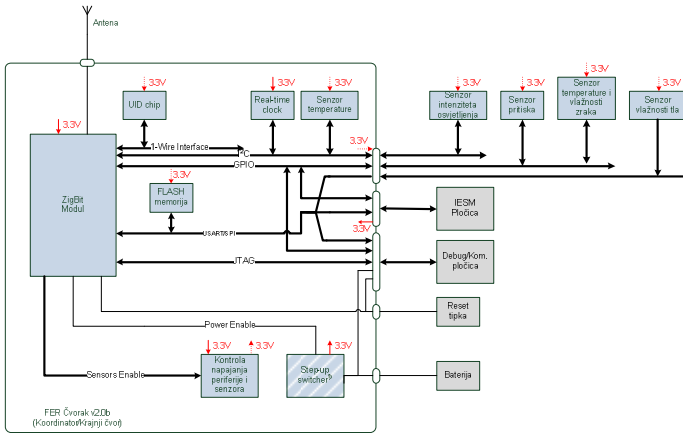 Antena
3.3V
3.3V
3.3V
3.3V
3.3V
3.3V
3.3V
UID chip
Real-time
clock
Senzor
temperature
Senzor
intenziteta
osvjetljenja
Senzor
pritiska
Senzor
temperature i
vlažnosti
zraka
Senzor
vlažnosti tla
3.3V
3.3V
1-Wire Interface
I²C
GPIO
ZigBit
Modul
3.3V
FLASH
memorija
IESM
Pločica
USART/SPI
3.3V
Debug/Kom.
pločica
JTAG
Reset
tipka
Power Enable
3.3V
3.3V
3.3V
Kontrola
napajanja
periferije i
senzora
Step-up
switcher
Sensors Enable
Baterija
FER Čvorak v2.0b
(Koordinator/Krajnji čvor)